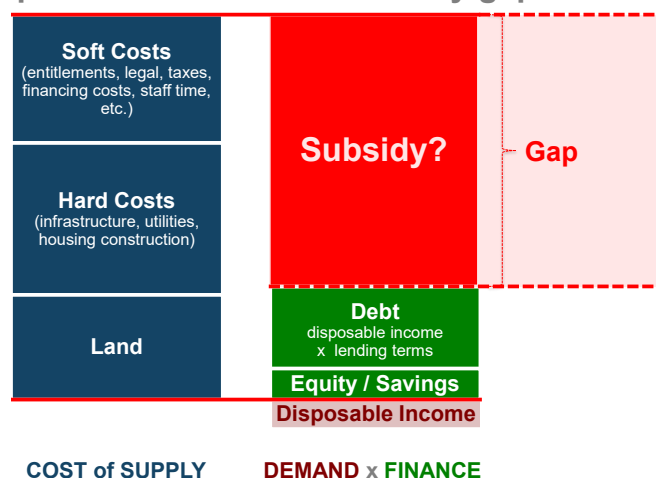 Soft Costs
(entitlements, legal, taxes,
financing costs, staff time,
etc.)
Hard Costs
(infrastructure, utilities,
housing construction)
Land
COST of SUPPLY
Subsidy?
Gap
Debt
disposable income
x lending terms
Equity / Savings
Disposable Income
DEMAND x FINANCE